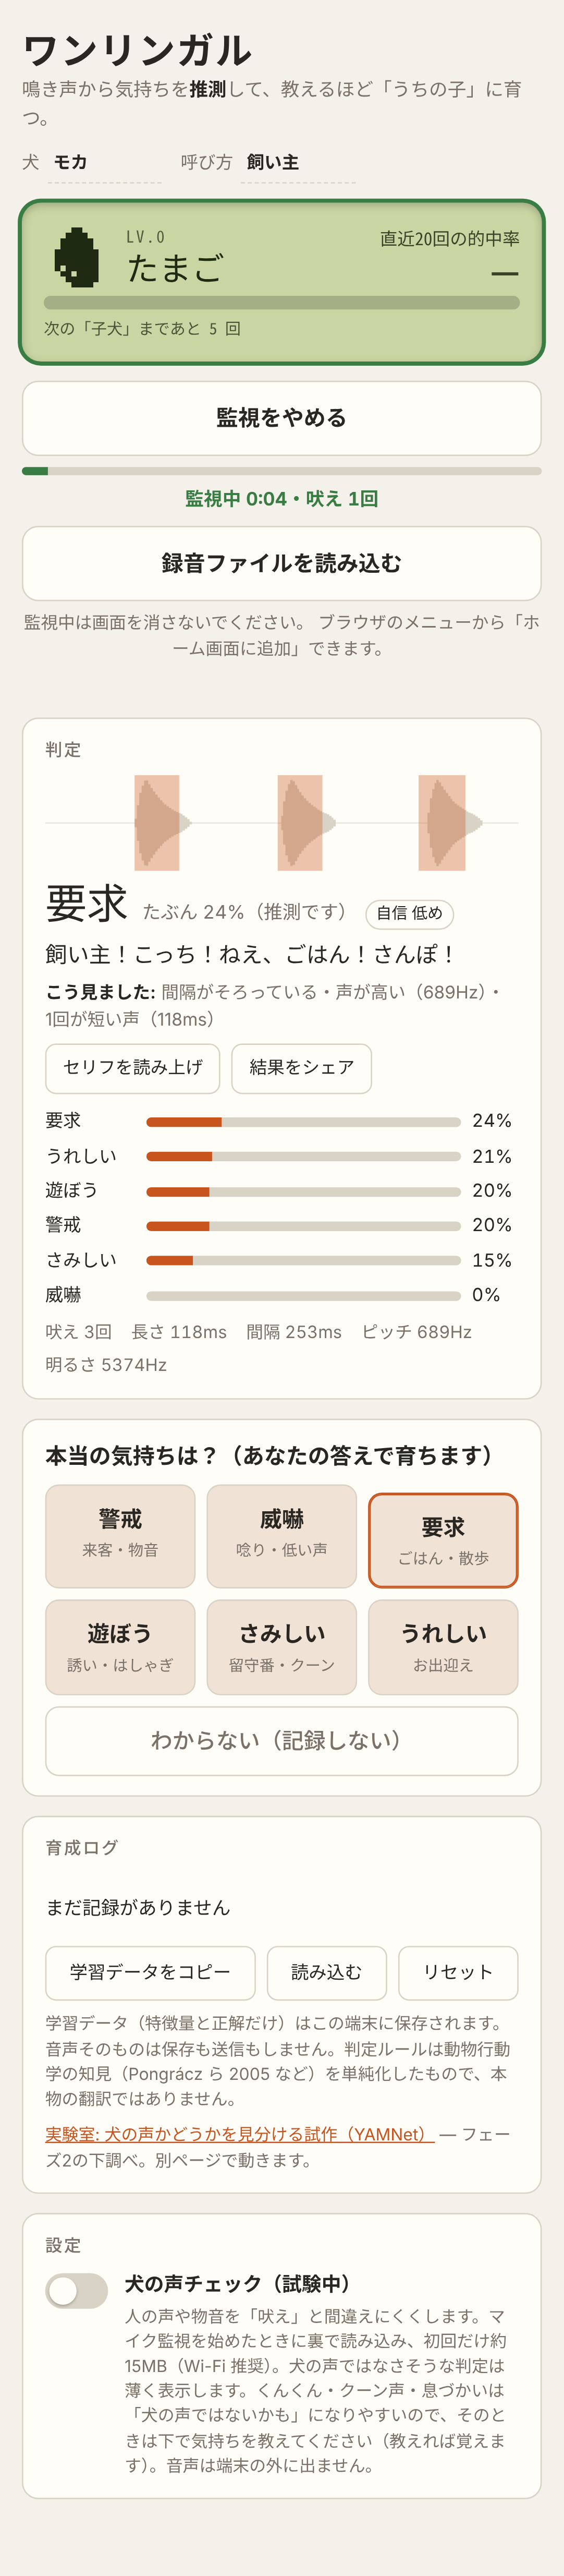 ワンリンガル
鳴き声から気持ちを推測して、教えるほど「うちの子」に育
つ。
犬 モカ 呼び方 飼い主
LV.0
たまご
直近20回の的中率
—
次の「子犬」まであと 5 回
監視をやめる
監視中 0:04・吠え 1回
録音ファイルを読み込む
監視中は画面を消さないでください。 ブラウザのメニューから「ホ
ーム画面に追加」できます。
判定
要求 たぶん 24%（推測です） 自信 低め
飼い主！こっち！ねえ、ごはん！さんぽ！
こう見ました: 間隔がそろっている・声が高い（689Hz）・
1回が短い声（118ms）
セリフを読み上げ 結果をシェア
要求 24%
うれしい 21%
遊ぼう 20%
警戒 20%
さみしい 15%
威嚇 0%
吠え 3回 長さ 118ms 間隔 253ms ピッチ 689Hz
明るさ 5374Hz
本当の気持ちは？（あなたの答えで育ちます）
警戒
来客・物音
威嚇
唸り・低い声
要求
ごはん・散歩
遊ぼう
誘い・はしゃぎ
さみしい
留守番・クーン
うれしい
お出迎え
わからない（記録しない）
育成ログ
まだ記録がありません
学習データをコピー 読み込む リセット
学習データ（特徴量と正解だけ）はこの端末に保存されます。
音声そのものは保存も送信もしません。判定ルールは動物行動
学の知見（Pongrácz ら 2005 など）を単純化したもので、本
物の翻訳ではありません。
実験室: 犬の声かどうかを見分ける試作（YAMNet） — フェー
ズ2の下調べ。別ページで動きます。
設定
犬の声チェック（試験中）
人の声や物音を「吠え」と間違えにくくします。マ
イク監視を始めたときに裏で読み込み、初回だけ約
15MB（Wi-Fi 推奨）。犬の声ではなさそうな判定は
薄く表示します。くんくん・クーン声・息づかいは
「犬の声ではないかも」になりやすいので、そのと
きは下で気持ちを教えてください（教えれば覚えま
す）。音声は端末の外に出ません。